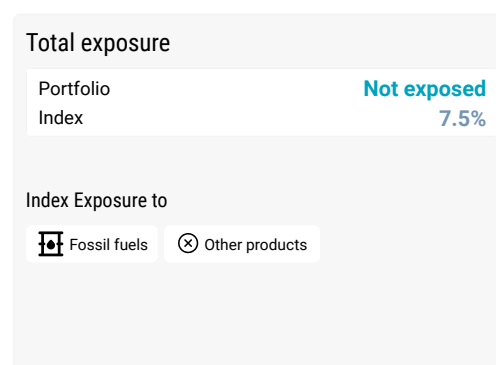 Total exposure
Portfolio Not exposed
Index 7.5%
Index Exposure to
Fossil fuels Other products